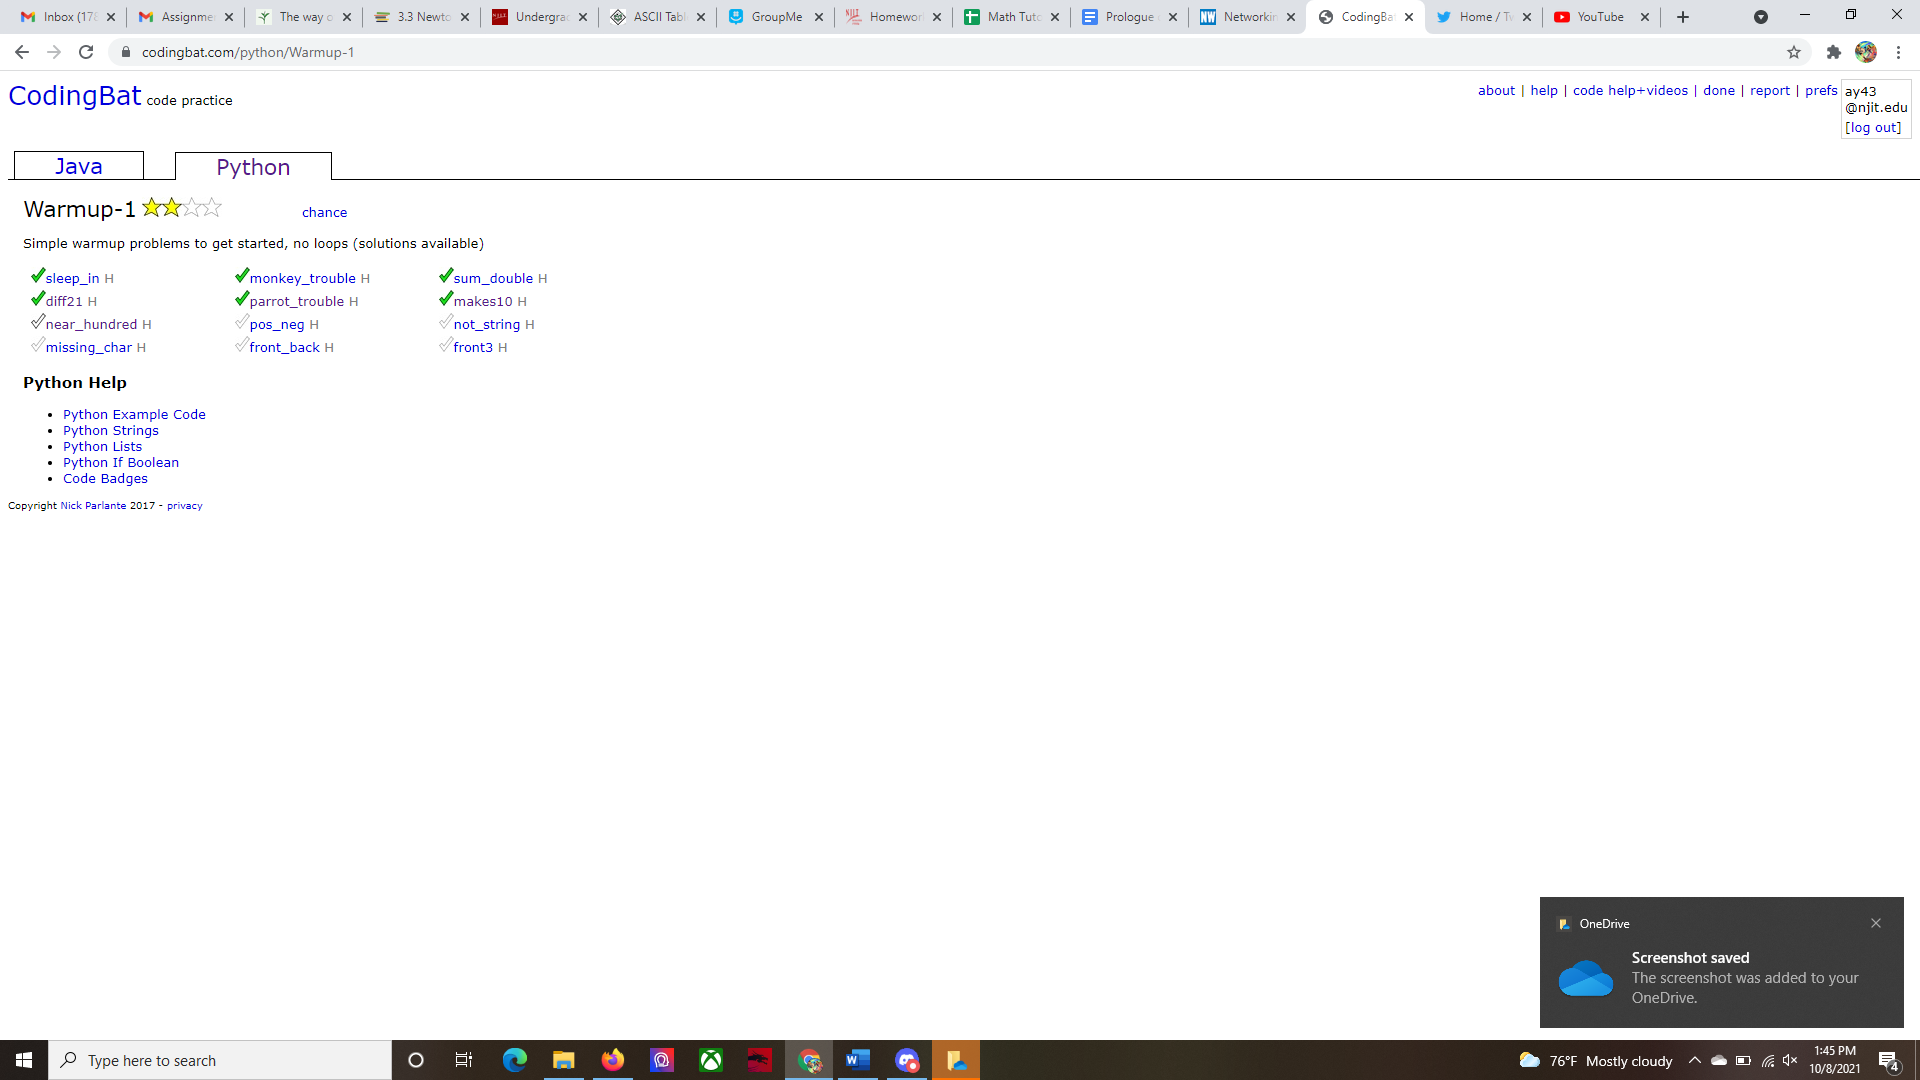 Inbox (178
Assignme
The way o
3.3 Newto
Undergrad
ASCII Tabl
GroupMe
Homewor
Math Tuto
Prologue
Networkin
CodingBa
Home / Tw
YouTube
codingbat.com/python/Warmup-1
CodingBat code practice
about | help | code help+videos | done | report | prefs
ay43
@njit.edu
[log out]
Java
Python
Warmup-1
chance
Simple warmup problems to get started, no loops (solutions available)
sleep_in H monkey_trouble H sum_double H
diff21 H parrot_trouble H makes10 H
near_hundred H pos_neg H not_string H
missing_char H front_back H front3 H
Python Help
Python Example Code
Python Strings
Python Lists
Python If Boolean
Code Badges
Copyright Nick Parlante 2017 - privacy
OneDrive
Screenshot saved
The screenshot was added to your
OneDrive.
Type here to search
76°F Mostly cloudy
1:45 PM
10/8/2021
4